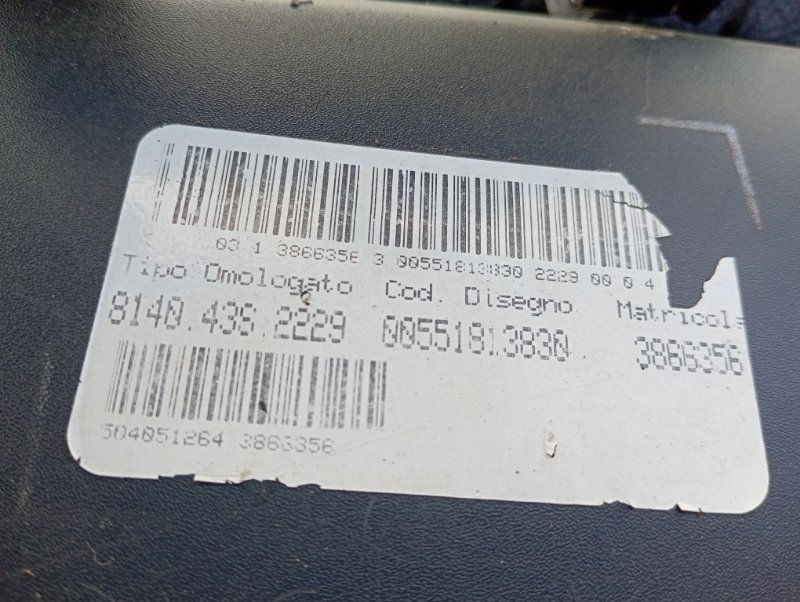 03 1 3866356 3 00551813830 2229 00 0 4
Tipo Omologato Cod. Disegno Matricola
8140.43S.2229 00551813830 3866356
504051264 3863356